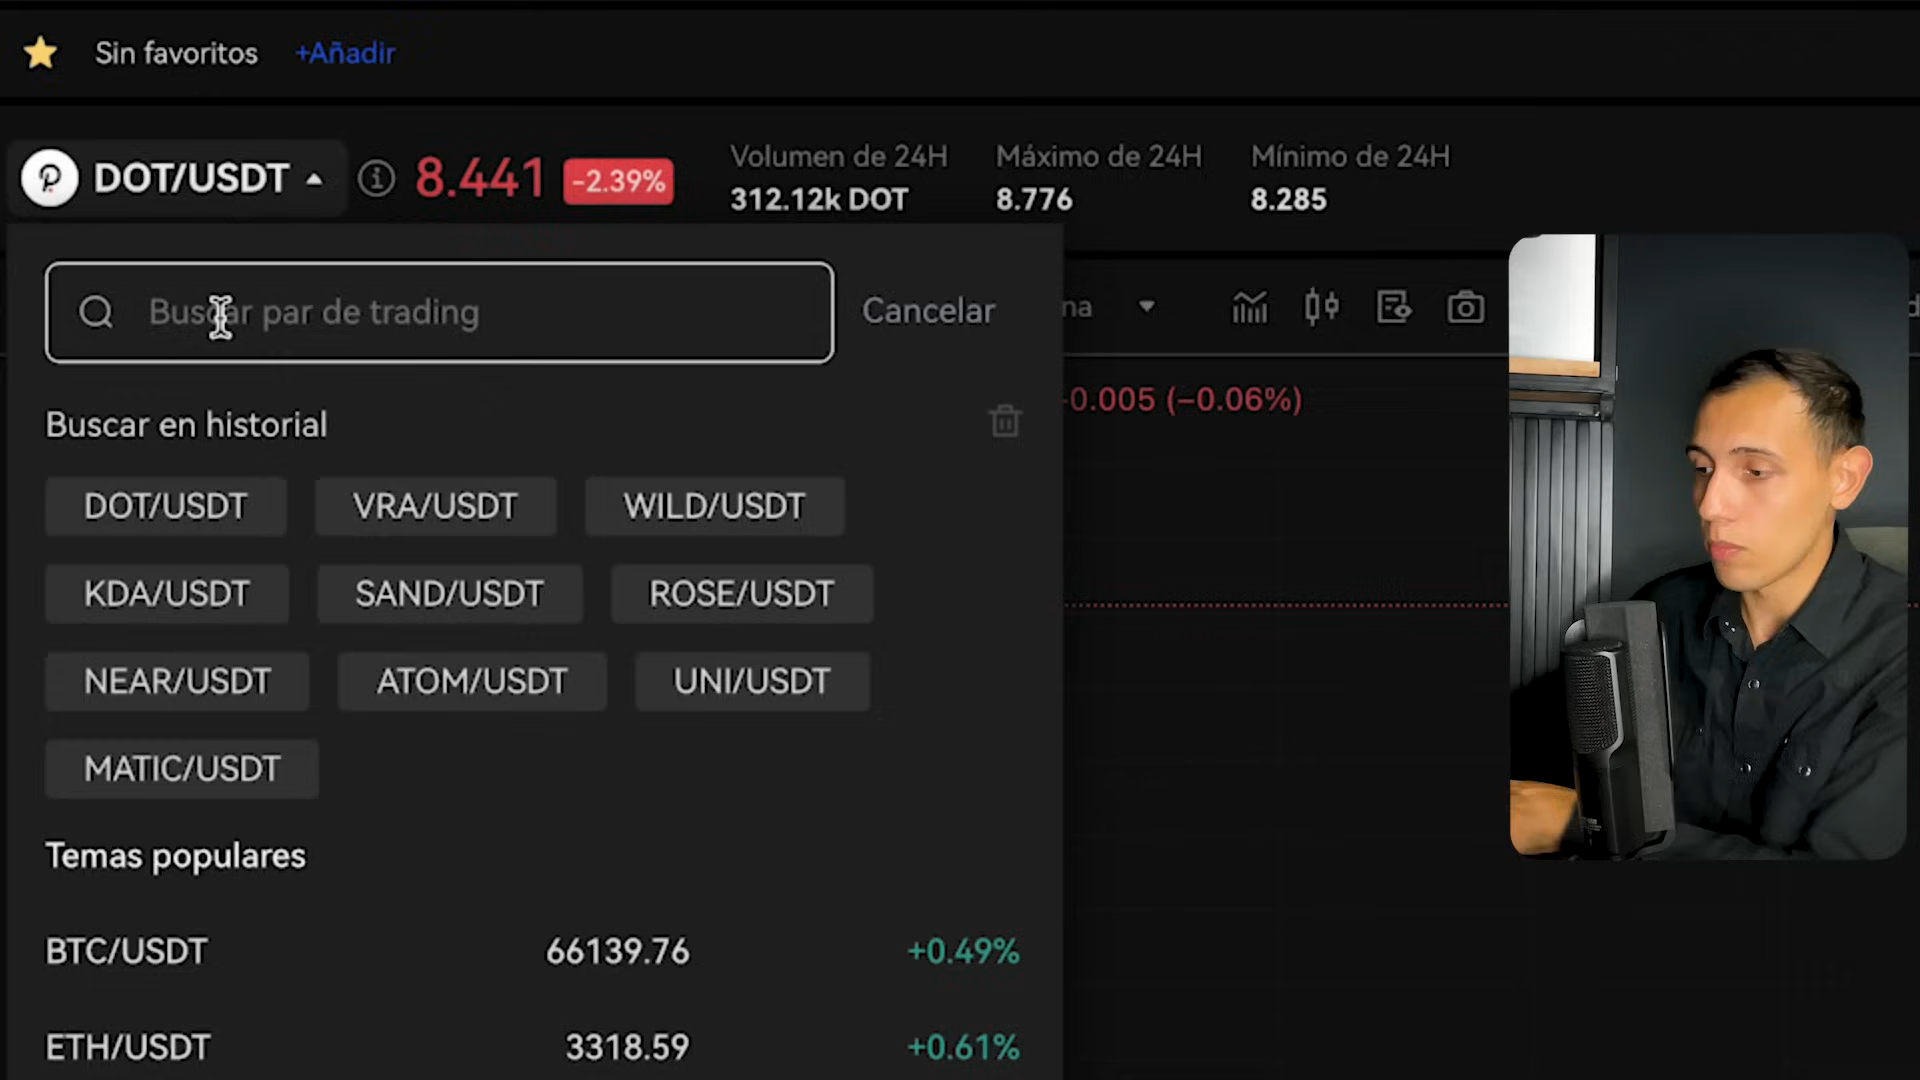 Sin favoritos +Añadir
DOT/USDT 8.441 -2.39%
Volumen de 24H Máximo de 24H Mínimo de 24H
312.12k DOT 8.776 8.285
Buscar par de trading Cancelar
-0.005 (−0.06%)
Buscar en historial
DOT/USDT VRA/USDT WILD/USDT
KDA/USDT SAND/USDT ROSE/USDT
NEAR/USDT ATOM/USDT UNI/USDT
MATIC/USDT
Temas populares
BTC/USDT 66139.76 +0.49%
ETH/USDT 3318.59 +0.61%